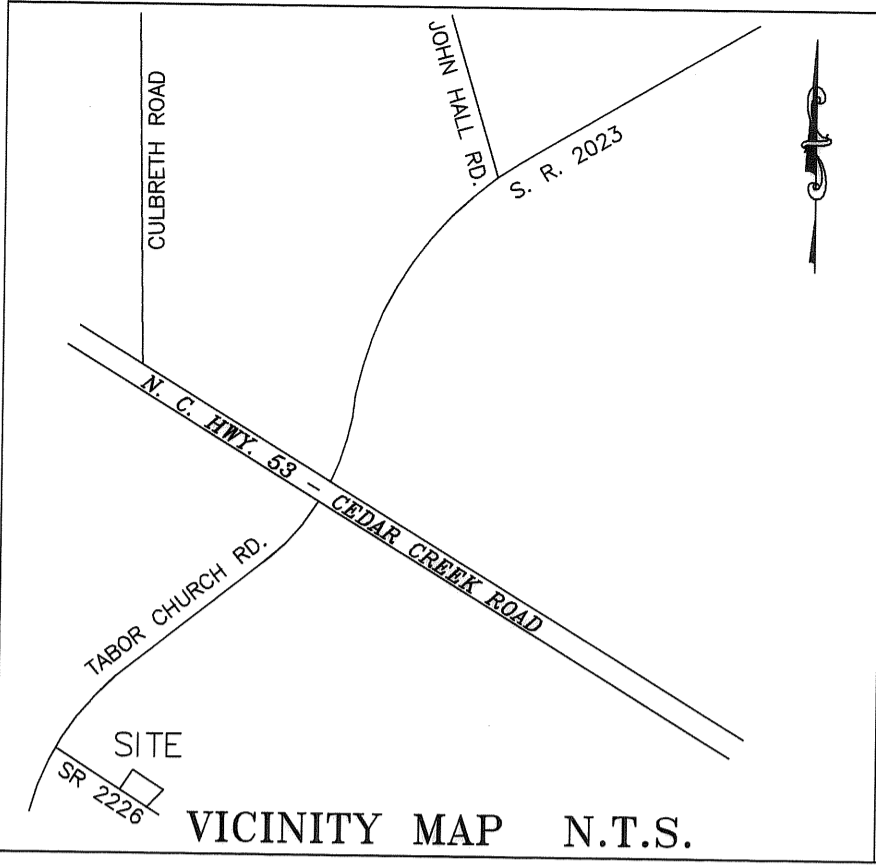 CULBRETH ROAD
JOHN HALL RD.
S. R. 2023
N. C. HWY. 53 - CEDAR CREEK ROAD
TABOR CHURCH RD.
SITE
SR 2226
VICINITY MAP N.T.S.